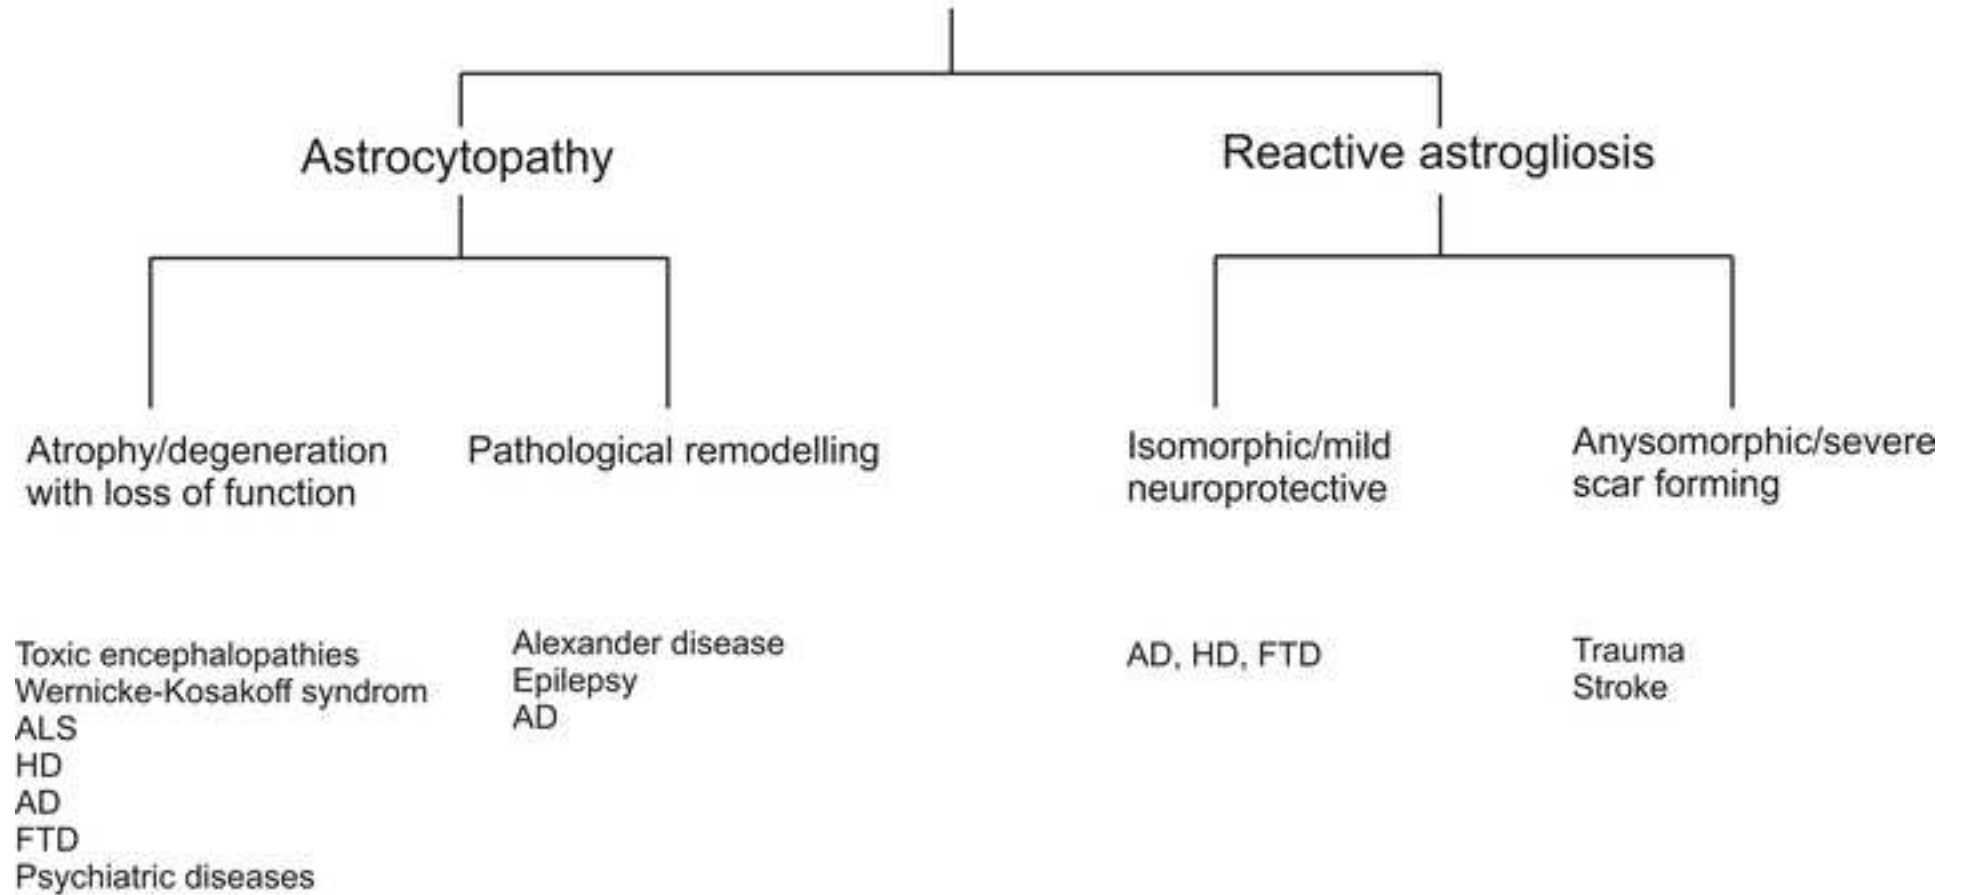 Astrocytopathy
Reactive astrogliosis
Atrophy/degeneration
with loss of function
Pathological remodelling
Isomorphic/mild
neuroprotective
Anysomorphic/severe
scar forming
Toxic encephalopathies
Wernicke-Kosakoff syndrom
ALS
HD
AD
FTD
Psychiatric diseases
Alexander disease
Epilepsy
AD
AD, HD, FTD
Trauma
Stroke